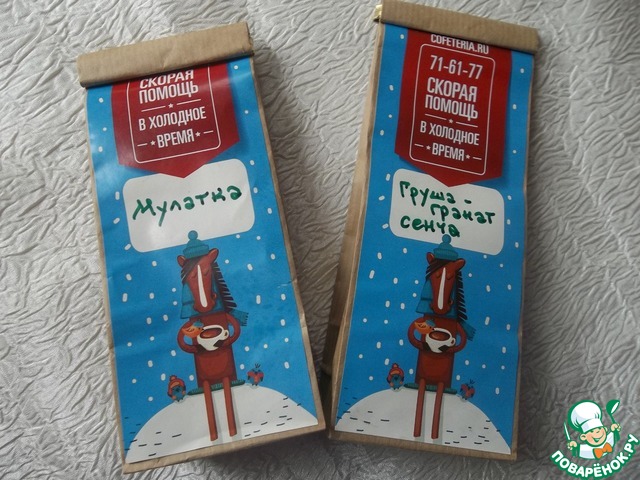 СКОРАЯ
ПОМОЩЬ
В ХОЛОДНОЕ
ВРЕМЯ
Мулатка
COFETERIA.RU
71-61-77
СКОРАЯ
ПОМОЩЬ
В ХОЛОДНОЕ
ВРЕМЯ
Груша-
гранат
сенча
ПОВАРЁНОК.РУ